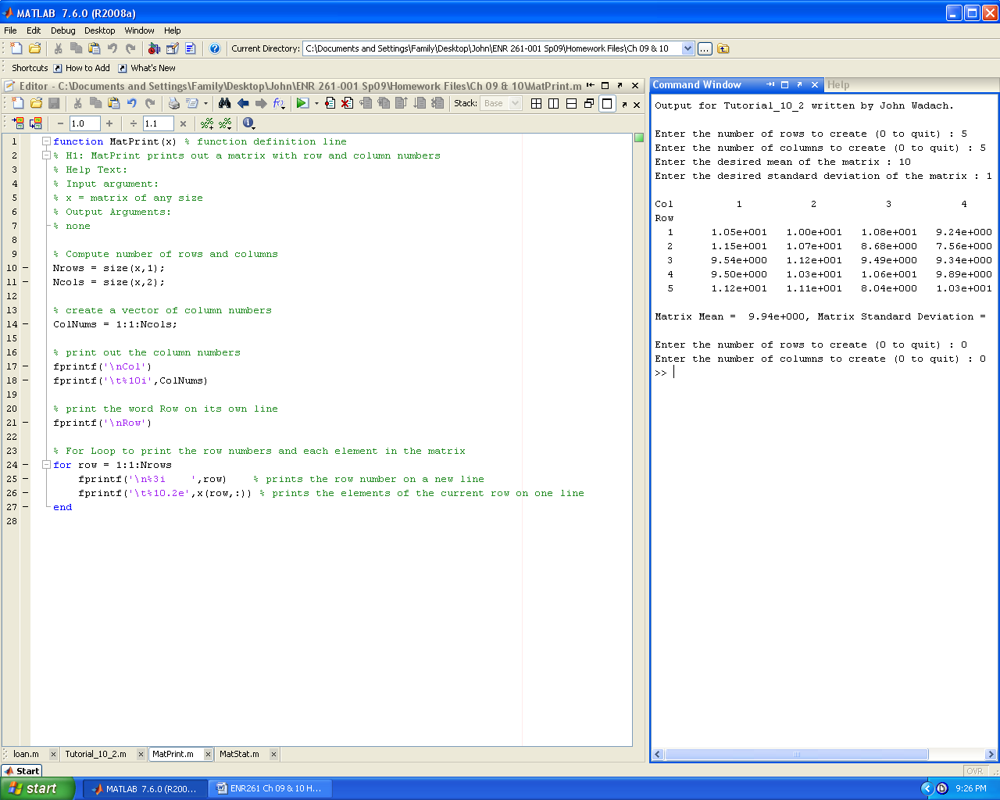 MATLAB 7.6.0 (R2008a)
File Edit Debug Desktop Window Help
Current Directory: C:\Documents and Settings\Family\Desktop\John\ENR 261-001 Sp09\Homework Files\Ch 09 & 10 ...
Shortcuts How to Add What's New
Editor - C:\Documents and Settings\Family\Desktop\John\ENR 261-001 Sp09\Homework Files\Ch 09 & 10\MatPrint.m
Stack: Base
− 1.0 + ÷ 1.1 ×
1 function MatPrint(x) % function definition line
2 % H1: MatPrint prints out a matrix with row and column numbers
3 % Help Text:
4 % Input argument:
5 % x = matrix of any size
6 % Output Arguments:
7 % none
8
9 % Compute number of rows and columns
10 − Nrows = size(x,1);
11 − Ncols = size(x,2);
12
13 % create a vector of column numbers
14 − ColNums = 1:1:Ncols;
15
16 % print out the column numbers
17 − fprintf('\nCol')
18 − fprintf('\t%10i',ColNums)
19
20 % print the word Row on its own line
21 − fprintf('\nRow')
22
23 % For Loop to print the row numbers and each element in the matrix
24 − for row = 1:1:Nrows
25 − fprintf('\n%3i    ',row)    % prints the row number on a new line
26 − fprintf('\t%10.2e',x(row,:)) % prints the elements of the current row on one line
27 − end
28
loan.m Tutorial_10_2.m MatPrint.m MatStat.m
Command Window Help
Output for Tutorial_10_2 written by John Wadach.
Enter the number of rows to create (0 to quit) : 5
Enter the number of columns to create (0 to quit) : 5
Enter the desired mean of the matrix : 10
Enter the desired standard deviation of the matrix : 1
Col 1 2 3 4
Row
1 1.05e+001 1.00e+001 1.08e+001 9.24e+000
2 1.15e+001 1.07e+001 8.68e+000 7.56e+000
3 9.54e+000 1.12e+001 9.49e+000 9.34e+000
4 9.50e+000 1.03e+001 1.06e+001 9.89e+000
5 1.12e+001 1.11e+001 8.04e+000 1.03e+001
Matrix Mean =  9.94e+000, Matrix Standard Deviation =
Enter the number of rows to create (0 to quit) : 0
Enter the number of columns to create (0 to quit) : 0
>>
Start OVR
start MATLAB 7.6.0 (R200... ENR261 Ch 09 & 10 H... 9:26 PM